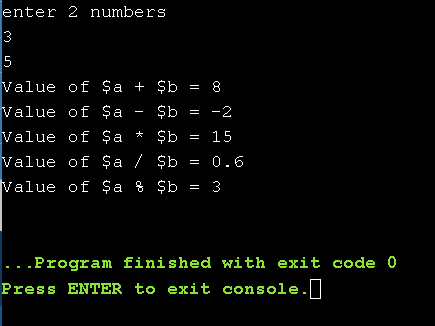 enter 2 numbers
3
5
Value of $a + $b = 8
Value of $a - $b = -2
Value of $a * $b = 15
Value of $a / $b = 0.6
Value of $a % $b = 3
...Program finished with exit code 0
Press ENTER to exit console.